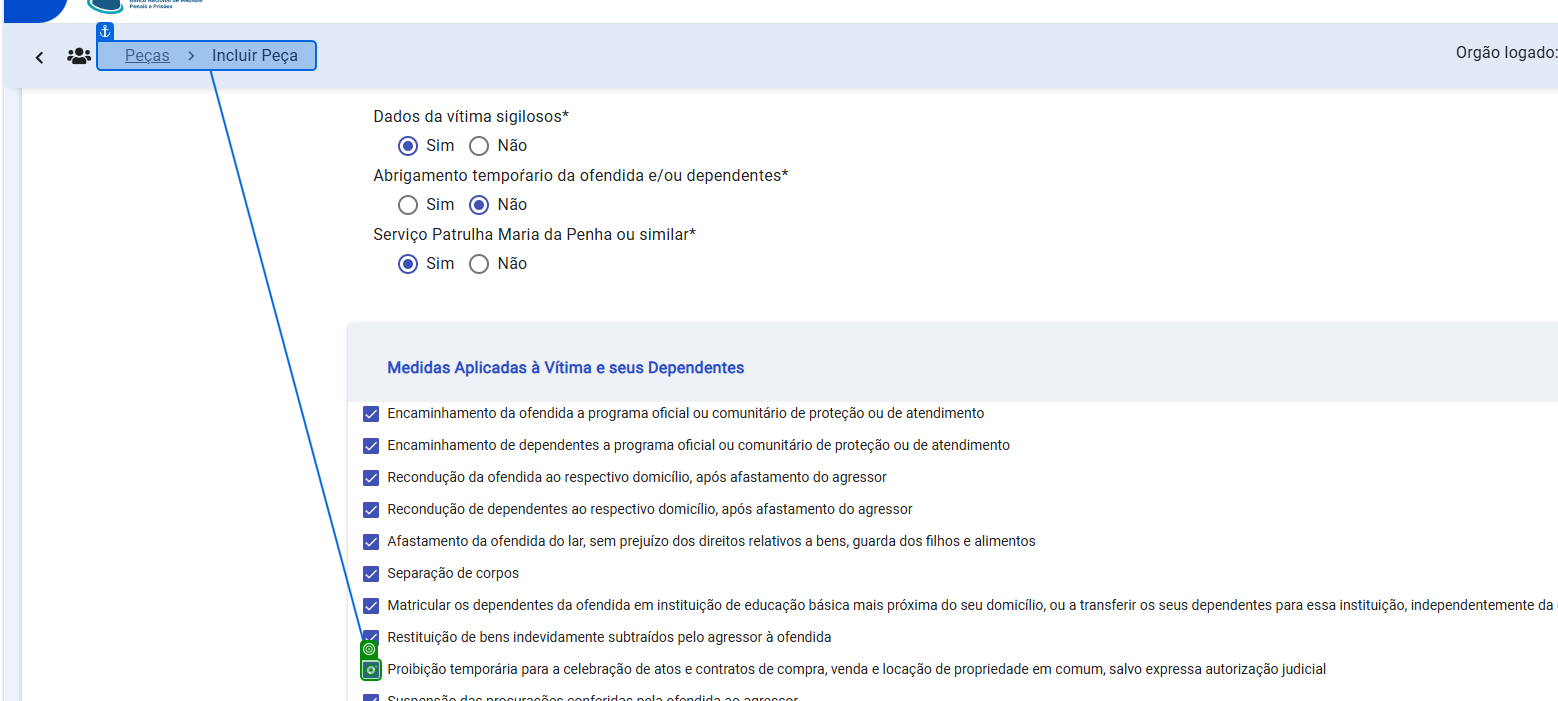 Banco Nacional de Medidas
Penais e Prisões
Peças > Incluir Peça
Orgão logado:
Dados da vítima sigilosos*
Sim Não
Abrigamento tempoŕario da ofendida e/ou dependentes*
Sim Não
Serviço Patrulha Maria da Penha ou similar*
Sim Não
Medidas Aplicadas à Vítima e seus Dependentes
Encaminhamento da ofendida a programa oficial ou comunitário de proteção ou de atendimento
Encaminhamento de dependentes a programa oficial ou comunitário de proteção ou de atendimento
Recondução da ofendida ao respectivo domicílio, após afastamento do agressor
Recondução de dependentes ao respectivo domicílio, após afastamento do agressor
Afastamento da ofendida do lar, sem prejuízo dos direitos relativos a bens, guarda dos filhos e alimentos
Separação de corpos
Matricular os dependentes da ofendida em instituição de educação básica mais próxima do seu domicílio, ou a transferir os seus dependentes para essa instituição, independentemente da
Restituição de bens indevidamente subtraídos pelo agressor à ofendida
Proibição temporária para a celebração de atos e contratos de compra, venda e locação de propriedade em comum, salvo expressa autorização judicial
Suspensão das procurações conferidas pela ofendida ao agressor